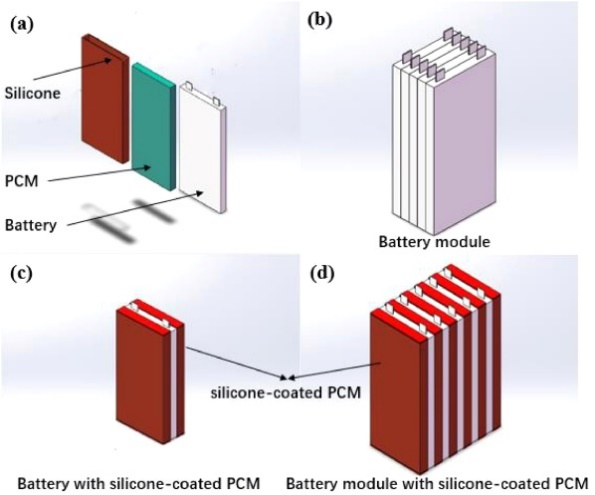 (a)
Silicone
PCM
Battery
(b)
Battery module
(c)
(d)
silicone-coated PCM
Battery with silicone-coated PCM
Battery module with silicone-coated PCM